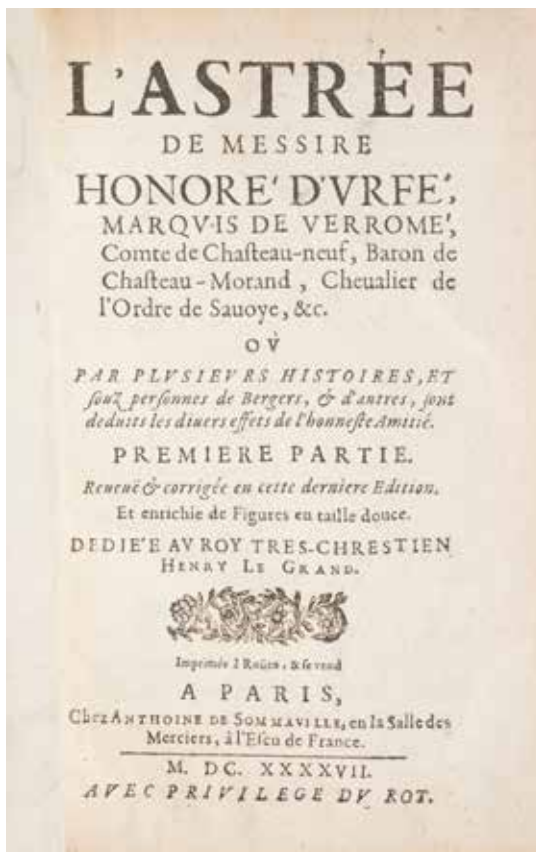 L'ASTRÉE
DE MESSIRE
HONORE' D'VRFE',
MARQVIS DE VERROME',
Comte de Chaſteau-neuf, Baron de
Chaſteau-Morand, Cheualier de
l'Ordre de Sauoye, &c.
OV̀
PAR PLVSIEVRS HISTOIRES, ET
ſouz perſonnes de Bergers, & d'autres, ſont
deduits les diuers effets de l'honneſte Amitié.
PREMIERE PARTIE.
Reueuë & corrigée en cette derniere Edition.
Et enrichie de Figures en taille douce.
DEDIE'E AV ROY TRES-CHRESTIEN
HENRY LE GRAND.
Imprimée à Roüen, & ſe vend
A PARIS,
Chez ANTHOINE DE SOMMAVILLE, en la Salle des
Merciers, à l'Eſcu de France.
M. DC. XXXXVII.
AVEC PRIVILEGE DV ROY.